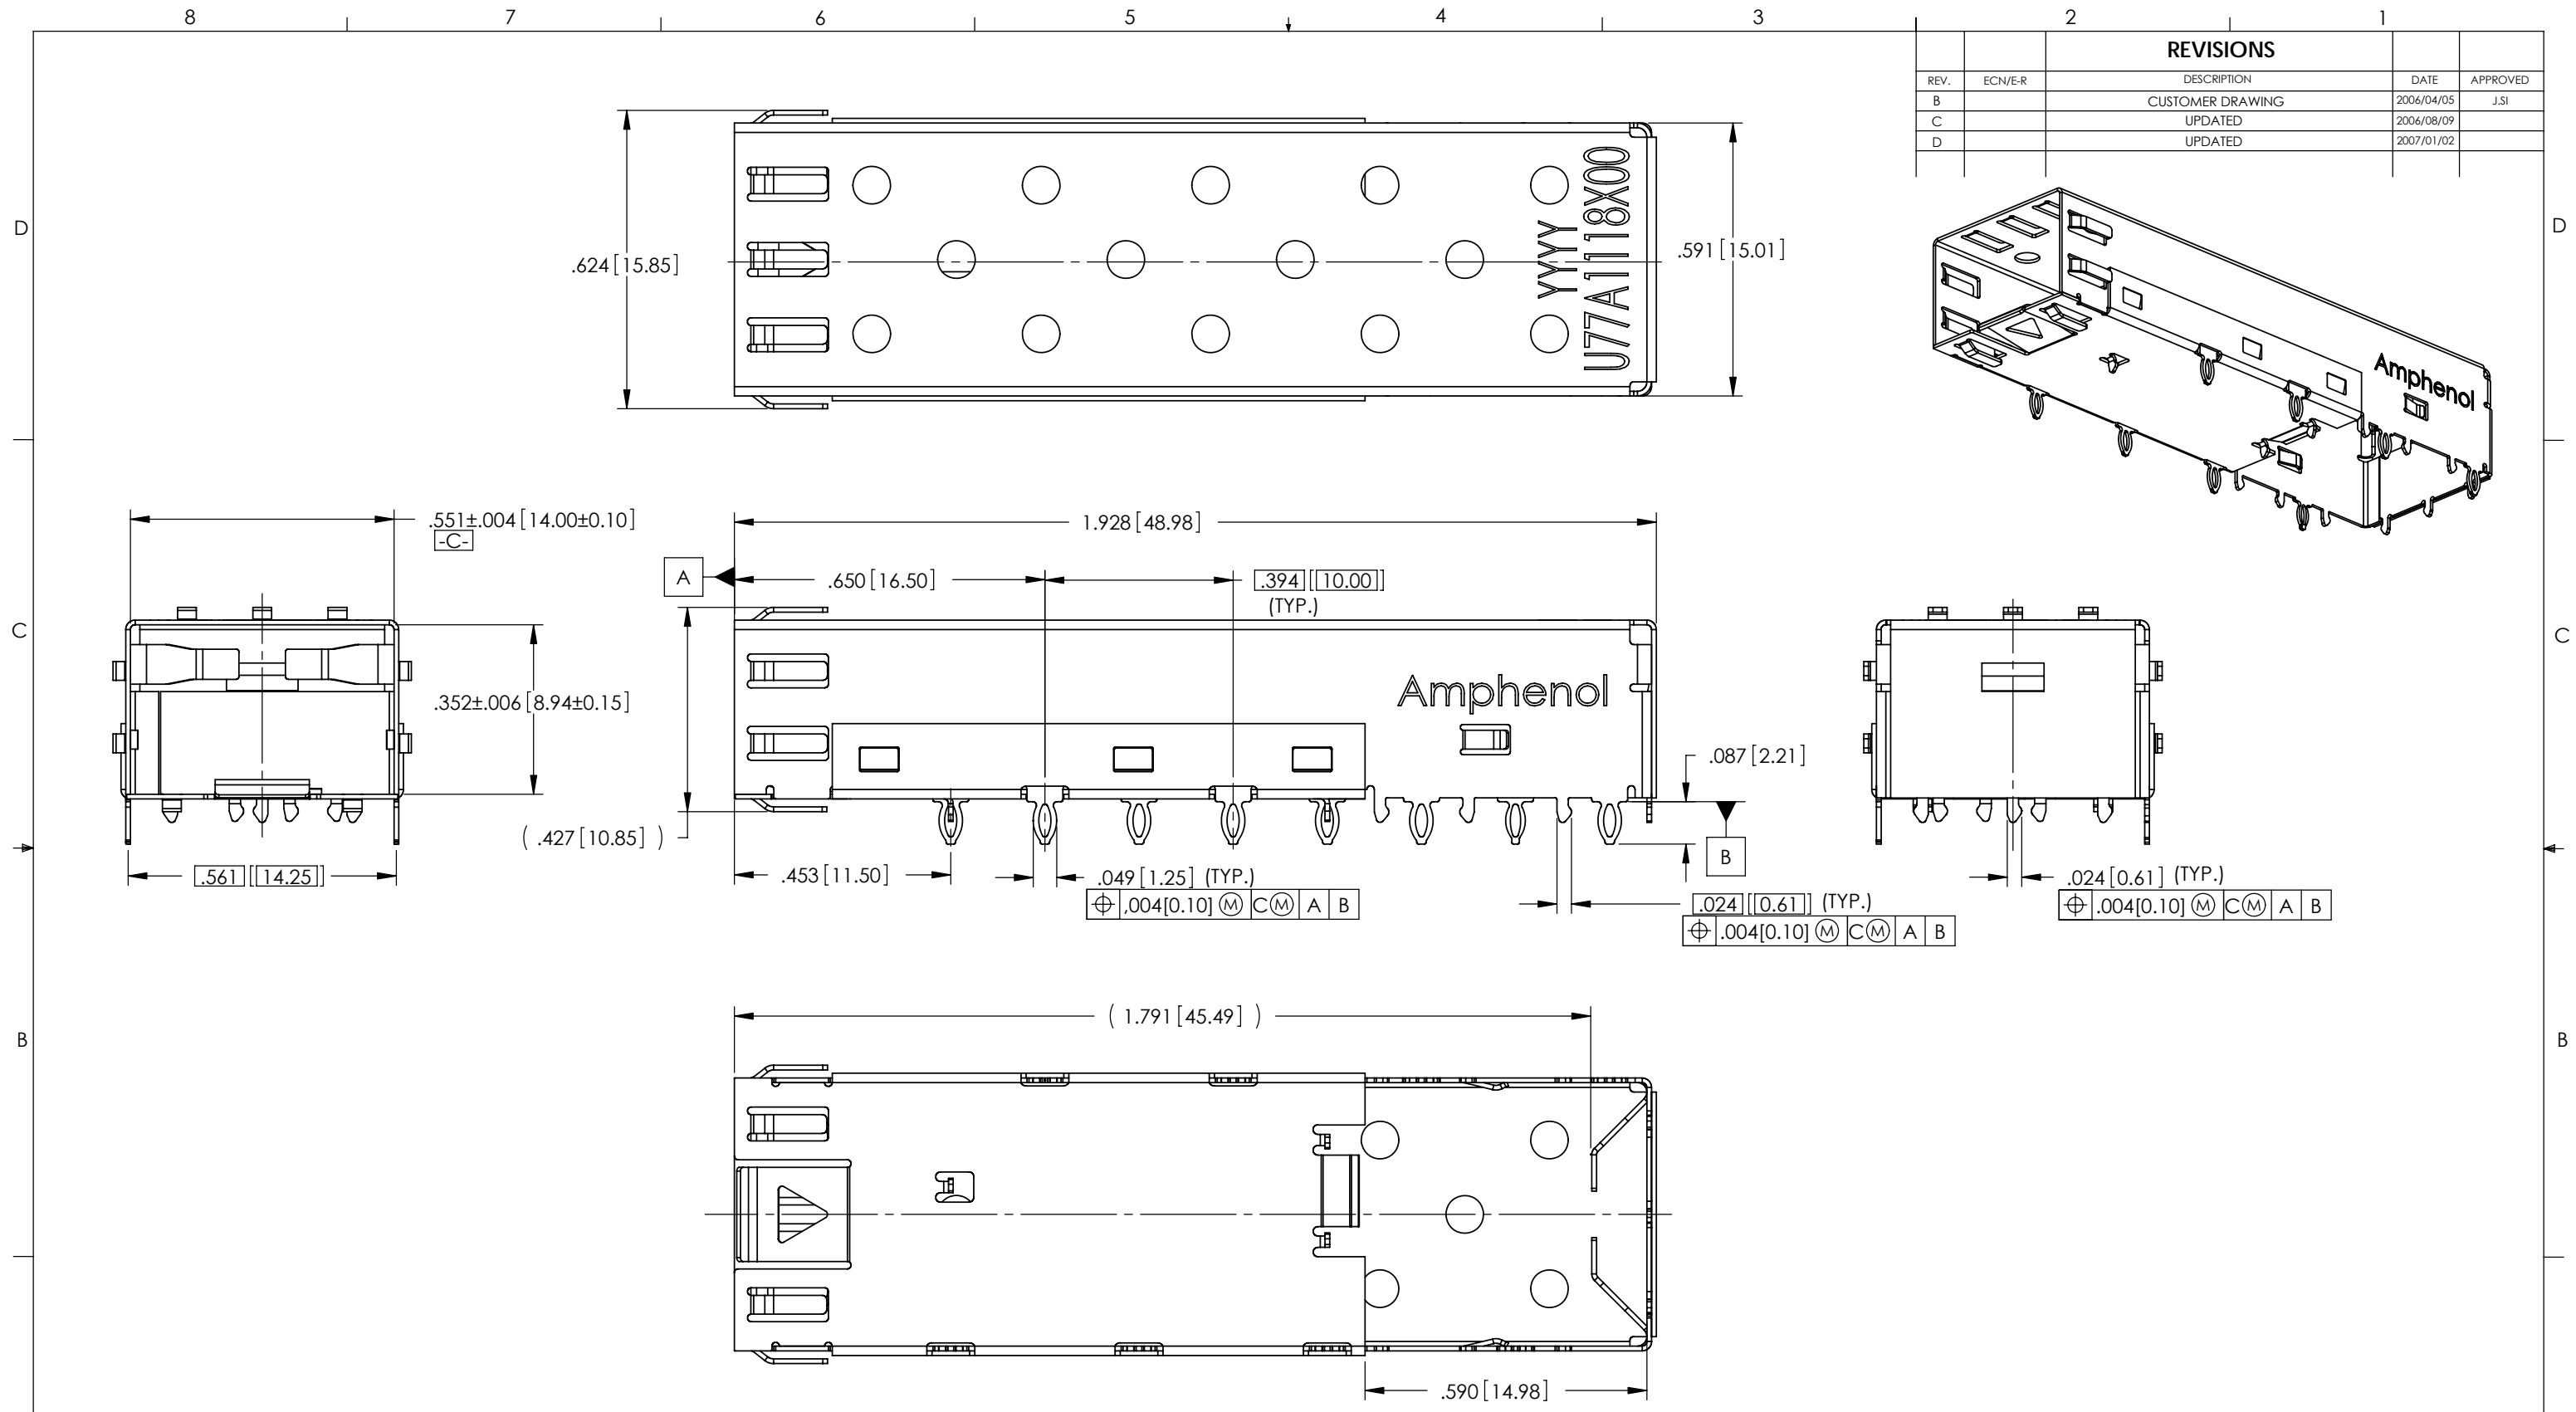 8 7 6 5 4 3 2 1
REVISIONS
REV. ECN/E-R DESCRIPTION DATE APPROVED
B CUSTOMER DRAWING 2006/04/05 J.SI
C UPDATED 2006/08/09
D UPDATED 2007/01/02
D D
.624 [15.85]
YYYY
U77A1118X00
.591 [15.01]
Amphenol
.551±.004 [14.00±0.10]
-C-
1.928 [48.98]
A
.650 [16.50]
.394 [[10.00]]
(TYP.)
C C
.352±.006 [8.94±0.15]
Amphenol
.087 [2.21]
( .427 [10.85] )
B
.561 [[14.25]]
.453 [11.50]
.049 [1.25] (TYP.)
⌖ ,004[0.10] Ⓜ CⓂ A B
.024 [[0.61]] (TYP.)
⌖ .004[0.10] Ⓜ CⓂ A B
.024 [0.61] (TYP.)
⌖ .004[0.10] Ⓜ CⓂ A B
( 1.791 [45.49] )
B B
.590 [14.98]